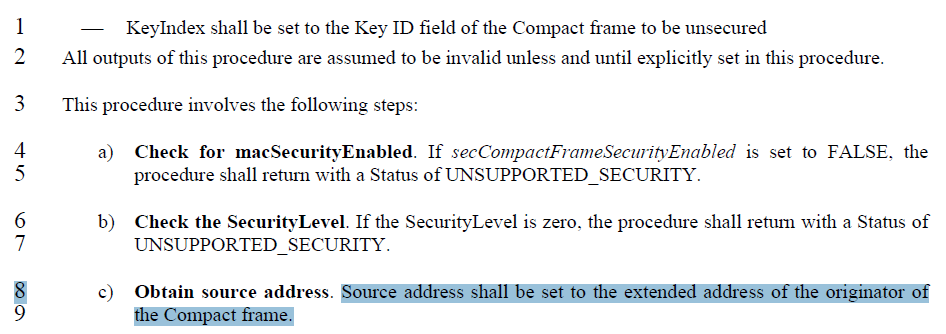 1 — KeyIndex shall be set to the Key ID field of the Compact frame to be unsecured
2 All outputs of this procedure are assumed to be invalid unless and until explicitly set in this procedure.
3 This procedure involves the following steps:
4 a) Check for macSecurityEnabled. If secCompactFrameSecurityEnabled is set to FALSE, the
5 procedure shall return with a Status of UNSUPPORTED_SECURITY.
6 b) Check the SecurityLevel. If the SecurityLevel is zero, the procedure shall return with a Status of
7 UNSUPPORTED_SECURITY.
8 c) Obtain source address. Source address shall be set to the extended address of the originator of
9 the Compact frame.